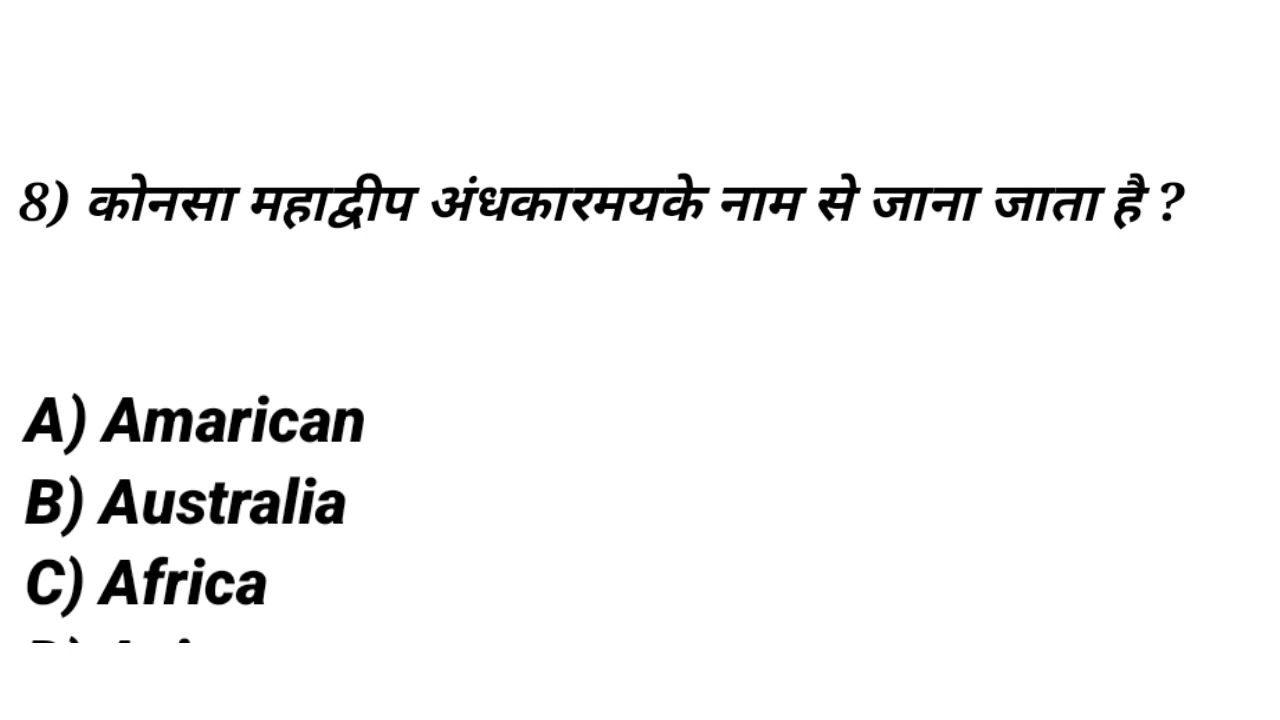 8) कोनसा महाद्वीप अंधकारमयके नाम से जाना जाता है ?
A) Amarican
B) Australia
C) Africa